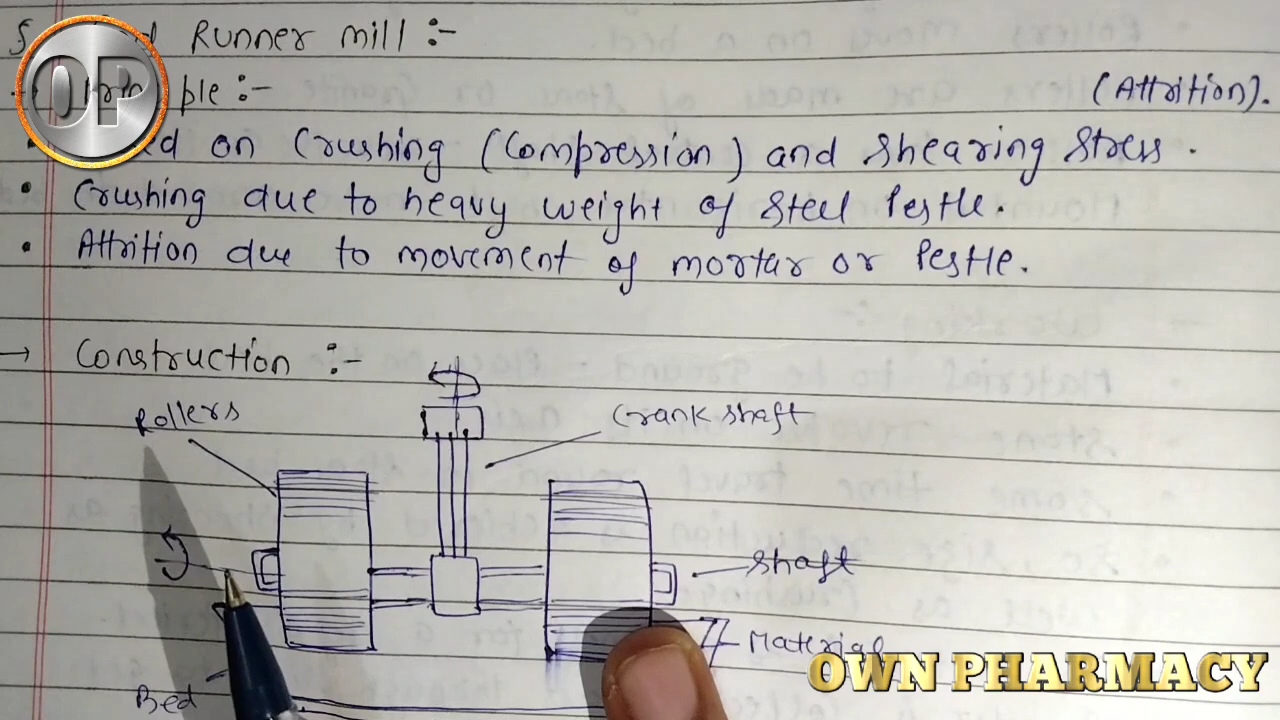 Runner mill :-
(Attrition).
on Crushing (Compression) and Shearing Stress.
• Crushing due to heavy weight of Steel Pestle.
• Attrition due to movement of mortar or Pestle.
→ Construction :-
Rollers
Crank shaft
Shaft
Material
Bed
OP
OWN PHARMACY